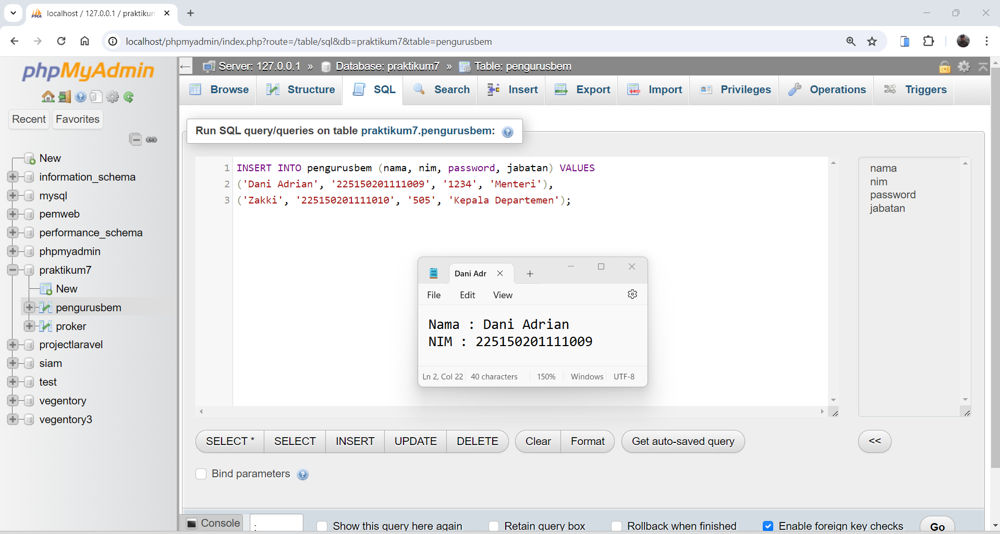 localhost / 127.0.0.1 / praktikum
localhost/phpmyadmin/index.php?route=/table/sql&db=praktikum7&table=pengurusbem
phpMyAdmin
Recent Favorites
New
information_schema
mysql
pemweb
performance_schema
phpmyadmin
praktikum7
New
pengurusbem
proker
projectlaravel
siam
test
vegentory
vegentory3
Server: 127.0.0.1 » Database: praktikum7 » Table: pengurusbem
Browse Structure SQL Search Insert Export Import Privileges Operations Triggers
Run SQL query/queries on table praktikum7.pengurusbem:
1 INSERT INTO pengurusbem (nama, nim, password, jabatan) VALUES
2 ('Dani Adrian', '225150201111009', '1234', 'Menteri'),
3 ('Zakki', '225150201111010', '505', 'Kepala Departemen');
nama
nim
password
jabatan
Dani Adr
File Edit View
Nama : Dani Adrian
NIM : 225150201111009
Ln 2, Col 22 40 characters 150% Windows UTF-8
SELECT * SELECT INSERT UPDATE DELETE Clear Format Get auto-saved query <<
Bind parameters
Console ; Show this query here again Retain query box Rollback when finished Enable foreign key checks Go